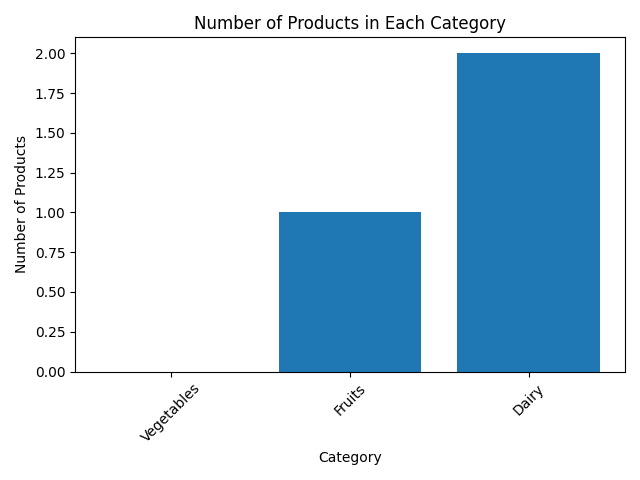 Number of Products in Each Category
Number of Products
2.00
1.75
1.50
1.25
1.00
0.75
0.50
0.25
0.00
Vegetables
Fruits
Dairy
Category